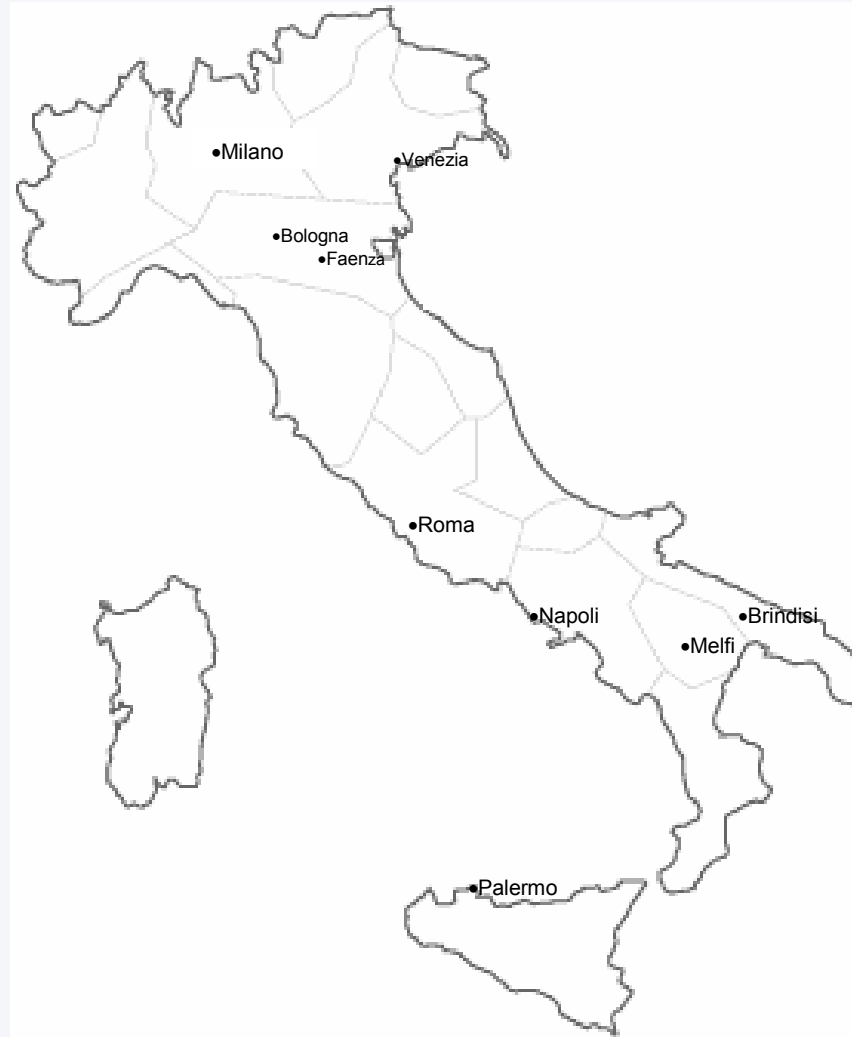 Milano
Venezia
Bologna
Faenza
Roma
Napoli
Brindisi
Melfi
Palermo